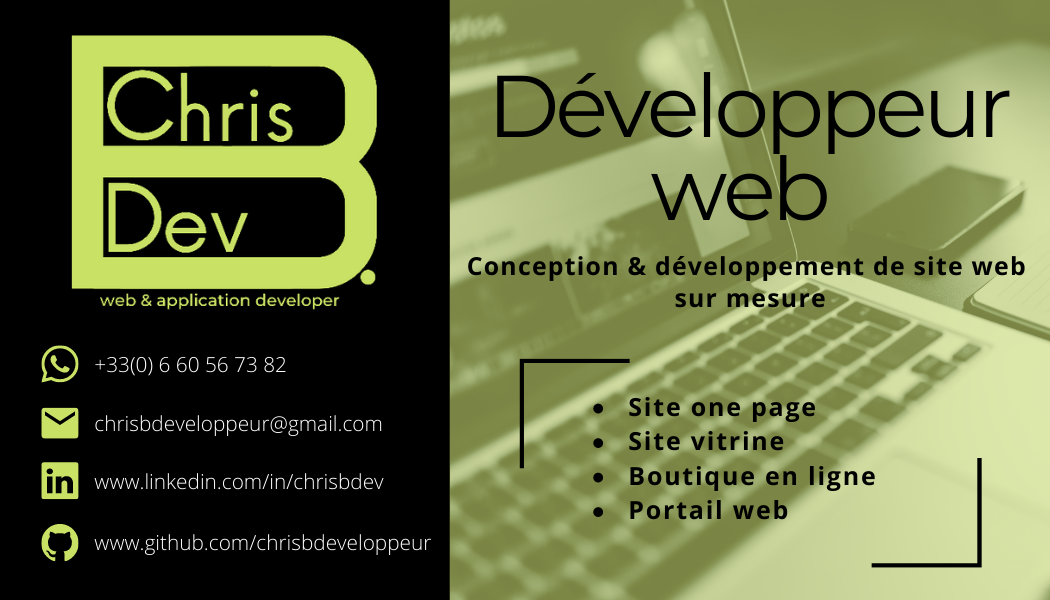 Chris
Dev
web & application developer
+33(0) 6 60 56 73 82
chrisbdeveloppeur@gmail.com
www.linkedin.com/in/chrisbdev
www.github.com/chrisbdeveloppeur
Développeur
web
Conception & développement de site web
sur mesure
• Site one page
• Site vitrine
• Boutique en ligne
• Portail web